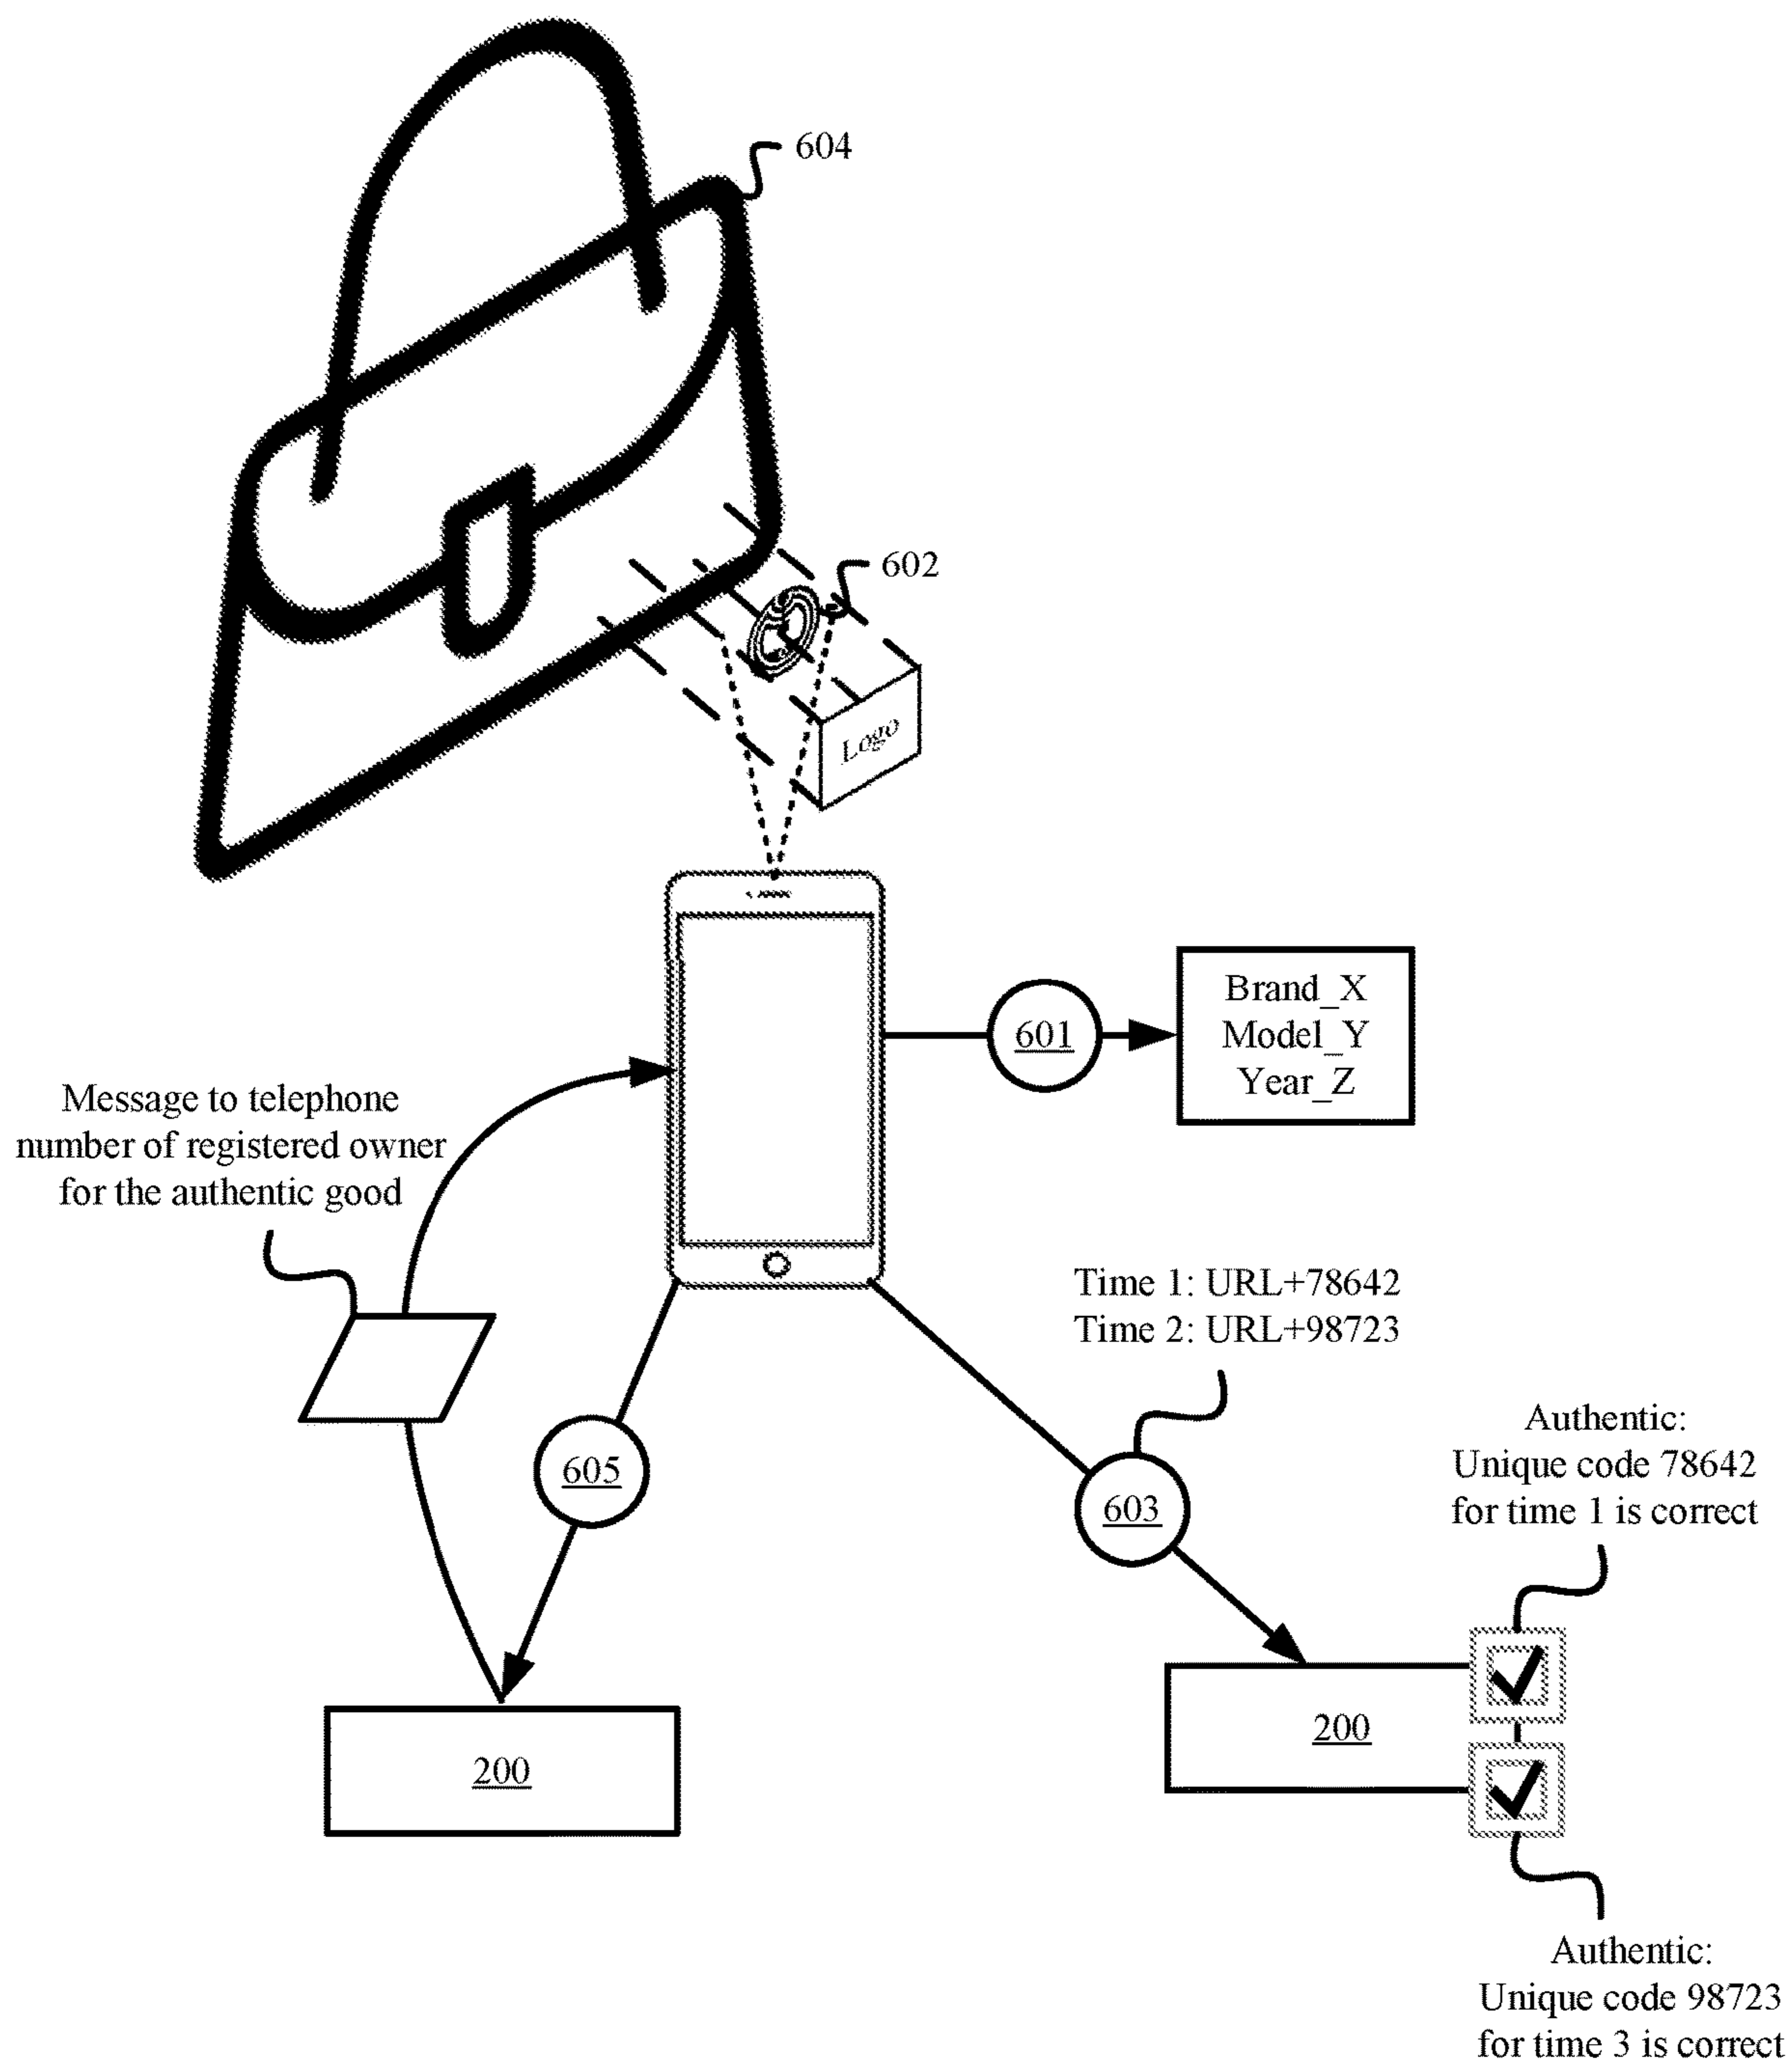 604
602
Logo
Brand_X
Model_Y
Year_Z
601
Message to telephone
number of registered owner
for the authentic good
Time 1: URL+78642
Time 2: URL+98723
605
603
Authentic:
Unique code 78642
for time 1 is correct
200
200
Authentic:
Unique code 98723
for time 3 is correct